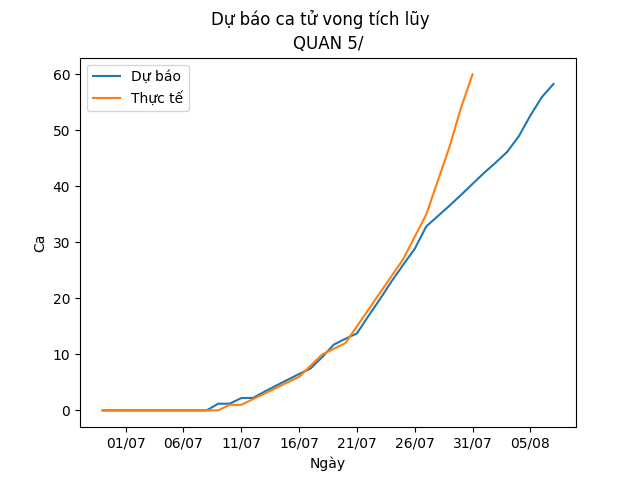 Dự báo ca tử vong tích lũy
QUAN 5/
Dự báo
Thực tế
60
50
40
30
20
10
0
Ca
01/07 06/07 11/07 16/07 21/07 26/07 31/07 05/08
Ngày